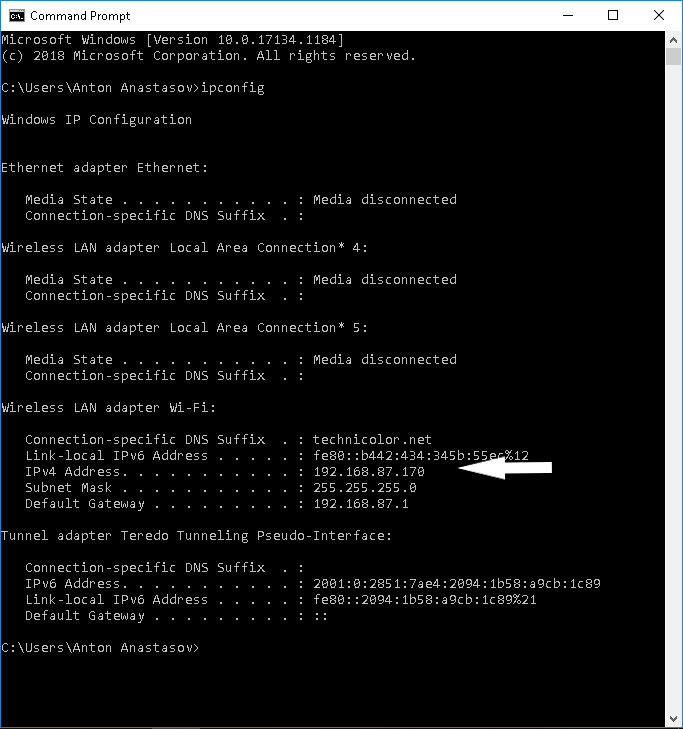 Command Prompt
Microsoft Windows [Version 10.0.17134.1184]
(c) 2018 Microsoft Corporation. All rights reserved.
C:\Users\Anton Anastasov>ipconfig
Windows IP Configuration
Ethernet adapter Ethernet:
Media State . . . . . . . . . . . : Media disconnected
Connection-specific DNS Suffix  . :
Wireless LAN adapter Local Area Connection* 4:
Media State . . . . . . . . . . . : Media disconnected
Connection-specific DNS Suffix  . :
Wireless LAN adapter Local Area Connection* 5:
Media State . . . . . . . . . . . : Media disconnected
Connection-specific DNS Suffix  . :
Wireless LAN adapter Wi-Fi:
Connection-specific DNS Suffix  . : technicolor.net
Link-local IPv6 Address . . . . . : fe80::b442:434:345b:55ec%12
IPv4 Address. . . . . . . . . . . : 192.168.87.170
Subnet Mask . . . . . . . . . . . : 255.255.255.0
Default Gateway . . . . . . . . . : 192.168.87.1
Tunnel adapter Teredo Tunneling Pseudo-Interface:
Connection-specific DNS Suffix  . :
IPv6 Address. . . . . . . . . . . : 2001:0:2851:7ae4:2094:1b58:a9cb:1c89
Link-local IPv6 Address . . . . . : fe80::2094:1b58:a9cb:1c89%21
Default Gateway . . . . . . . . . : ::
C:\Users\Anton Anastasov>